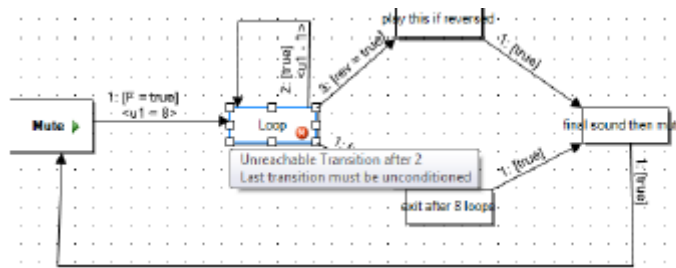 play this if reversed
1: [true]
2: [true]
<u1 - 1>
3: [rev = true]
1: [F = true]
<u1 = 8>
Mute
Loop
final sound then mut
1:
Unreachable Transition after 2
Last transition must be unconditioned
1: [true]
1: [true]
exit after 8 loops